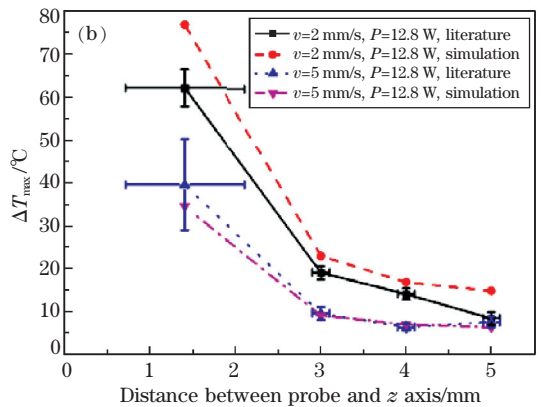 (b)
v=2 mm/s, P=12.8 W, literature
v=2 mm/s, P=12.8 W, simulation
v=5 mm/s, P=12.8 W, literature
v=5 mm/s, P=12.8 W, simulation
80
70
60
50
40
30
20
10
0
ΔTmax/℃
0 1 2 3 4 5
Distance between probe and z axis/mm